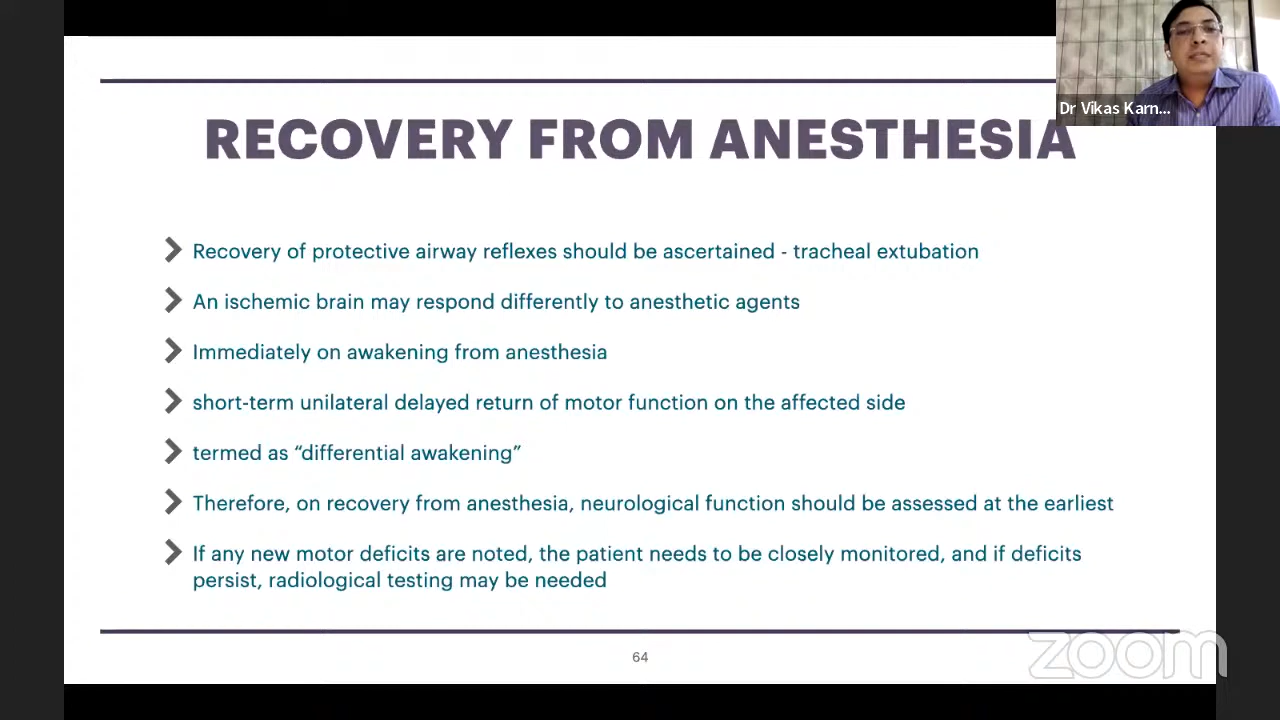 Dr Vikas Karn...
RECOVERY FROM ANESTHESIA
Recovery of protective airway reflexes should be ascertained - tracheal extubation
An ischemic brain may respond differently to anesthetic agents
Immediately on awakening from anesthesia
short-term unilateral delayed return of motor function on the affected side
termed as “differential awakening”
Therefore, on recovery from anesthesia, neurological function should be assessed at the earliest
If any new motor deficits are noted, the patient needs to be closely monitored, and if deficits
persist, radiological testing may be needed
64
zoom